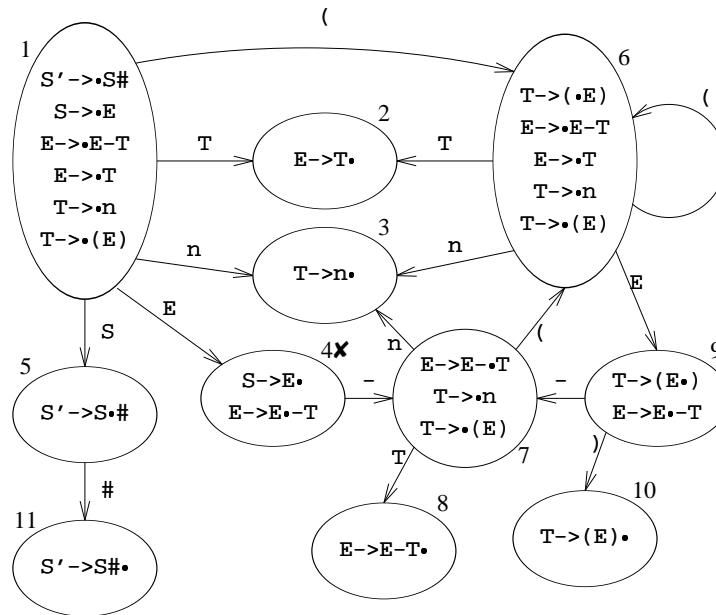 (
1
S'->•S#
S->•E
E->•E-T
E->•T
T->•n
T->•(E)
6
T->(•E)
E->•E-T
E->•T
T->•n
T->•(E)
(
2
E->T•
T
T
3
T->n•
n
n
E
E
S
5
S'->S•#
4✘
S->E•
E->E•-T
-
n
(
E->E-•T
T->•n
T->•(E)
7
-
9
T->(E•)
E->E•-T
#
T
)
11
S'->S#•
8
E->E-T•
10
T->(E)•